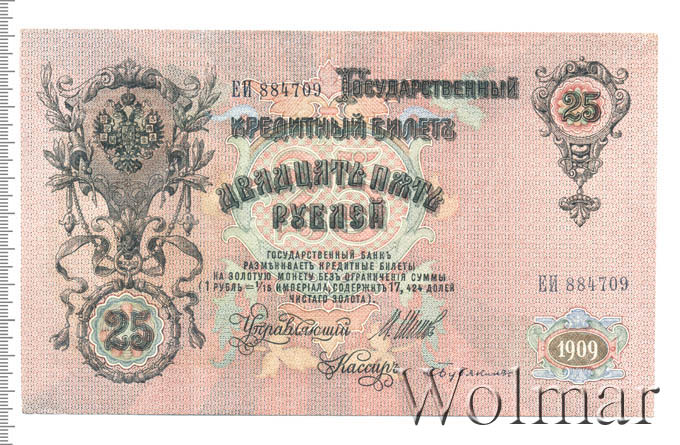 ЕИ 884709 Государственный
Кредитный Билетъ
25
Двадцать пять
рублей
Государственный Банкъ
размѣниваетъ кредитные билеты
на золотую монету безъ ограниченія суммы
(1 рубль = 1/15 имперіала, содержитъ 17,424 долей
чистаго золота).
ЕИ 884709
25
Управляющій
Кассиръ
1909
Wolmar